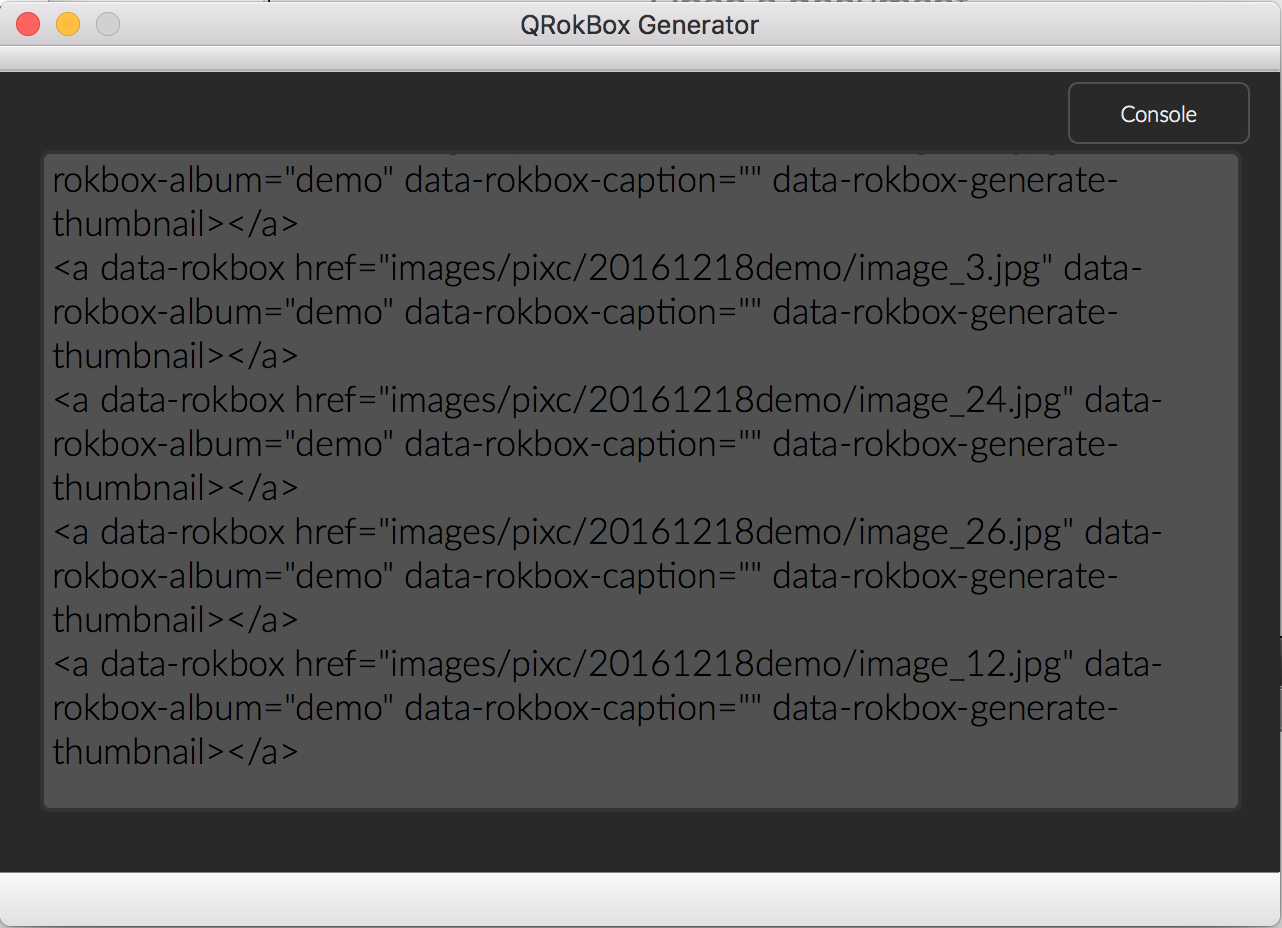 QRokBox Generator
Console
rokbox-album="demo" data-rokbox-caption="" data-rokbox-generate-
thumbnail></a>
<a data-rokbox href="images/pixc/20161218demo/image_3.jpg" data-
rokbox-album="demo" data-rokbox-caption="" data-rokbox-generate-
thumbnail></a>
<a data-rokbox href="images/pixc/20161218demo/image_24.jpg" data-
rokbox-album="demo" data-rokbox-caption="" data-rokbox-generate-
thumbnail></a>
<a data-rokbox href="images/pixc/20161218demo/image_26.jpg" data-
rokbox-album="demo" data-rokbox-caption="" data-rokbox-generate-
thumbnail></a>
<a data-rokbox href="images/pixc/20161218demo/image_12.jpg" data-
rokbox-album="demo" data-rokbox-caption="" data-rokbox-generate-
thumbnail></a>